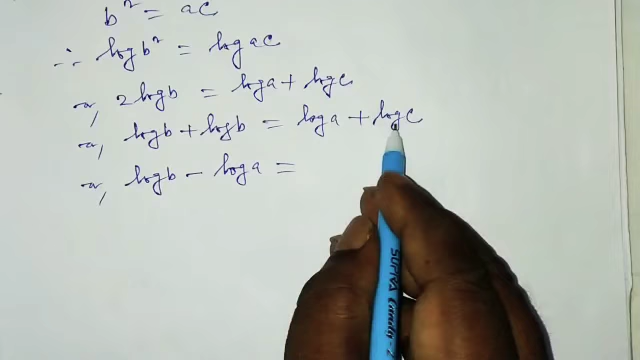 b² = ac
∴ log b² = log ac
or, 2 log b = log a + log c
or, log b + log b = log a + log c
or, log b - log a =
SUPRA